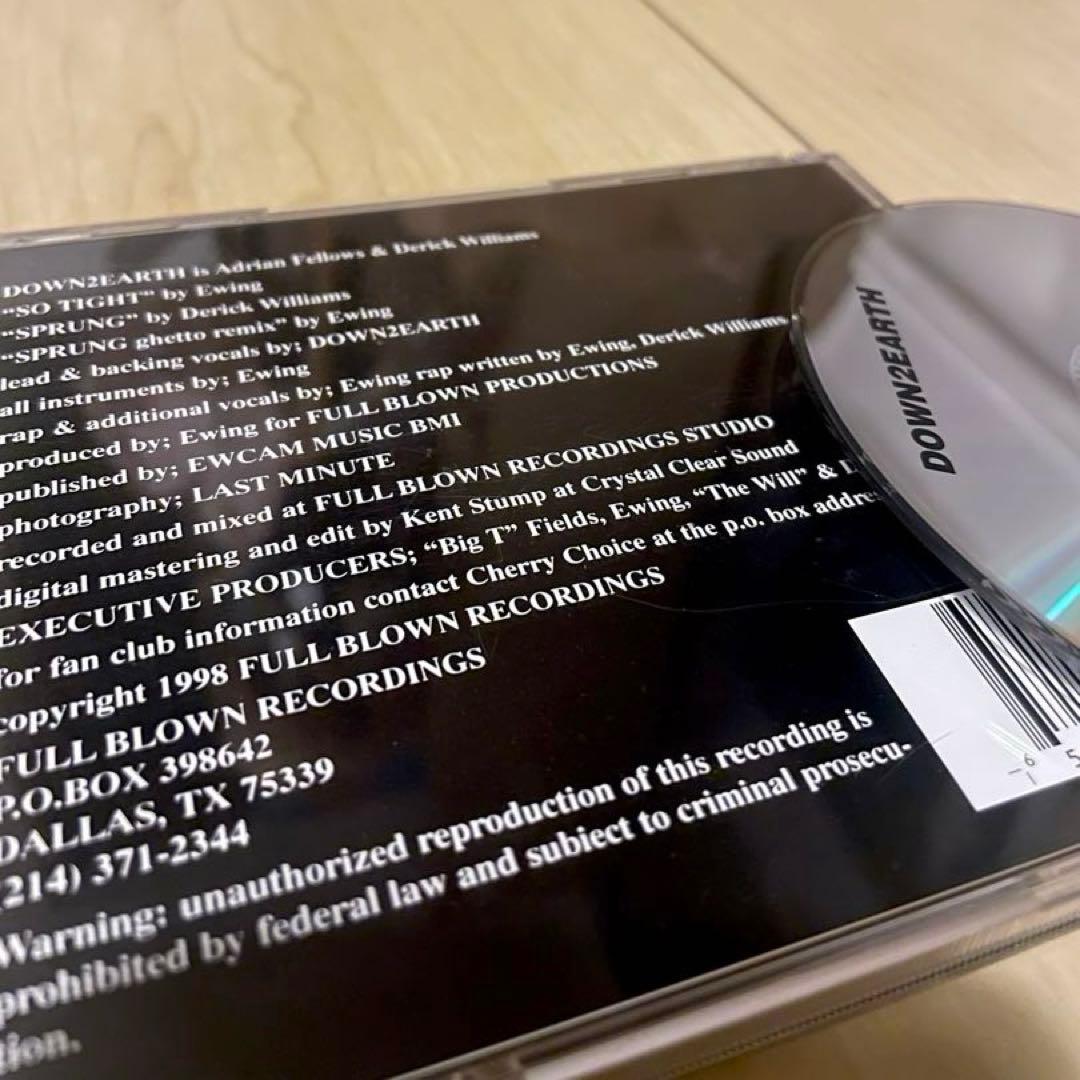 DOWN2EARTH is Adrian Fellows & Derick Williams
"SO TIGHT" by Ewing
"SPRUNG" by Derick Williams
"SPRUNG ghetto remix" by Ewing
lead & backing vocals by; DOWN2EARTH
all instruments by; Ewing
rap & additional vocals by; Ewing rap written by Ewing, Derick Williams
produced by; Ewing for FULL BLOWN PRODUCTIONS
published by; EWCAM MUSIC BMI
photography; LAST MINUTE
recorded and mixed at FULL BLOWN RECORDINGS STUDIO
digital mastering and edit by Kent Stump at Crystal Clear Sound
EXECUTIVE PRODUCERS; "Big T" Fields, Ewing, "The Will" &
for fan club information contact Cherry Choice at the p.o. box addre
copyright 1998 FULL BLOWN RECORDINGS
FULL BLOWN RECORDINGS
P.O.BOX 398642
DALLAS, TX 75339
(214) 371-2344
Warning: unauthorized reproduction of this recording is
prohibited by federal law and subject to criminal prosecu-
tion.
DOWN2EARTH
6 5